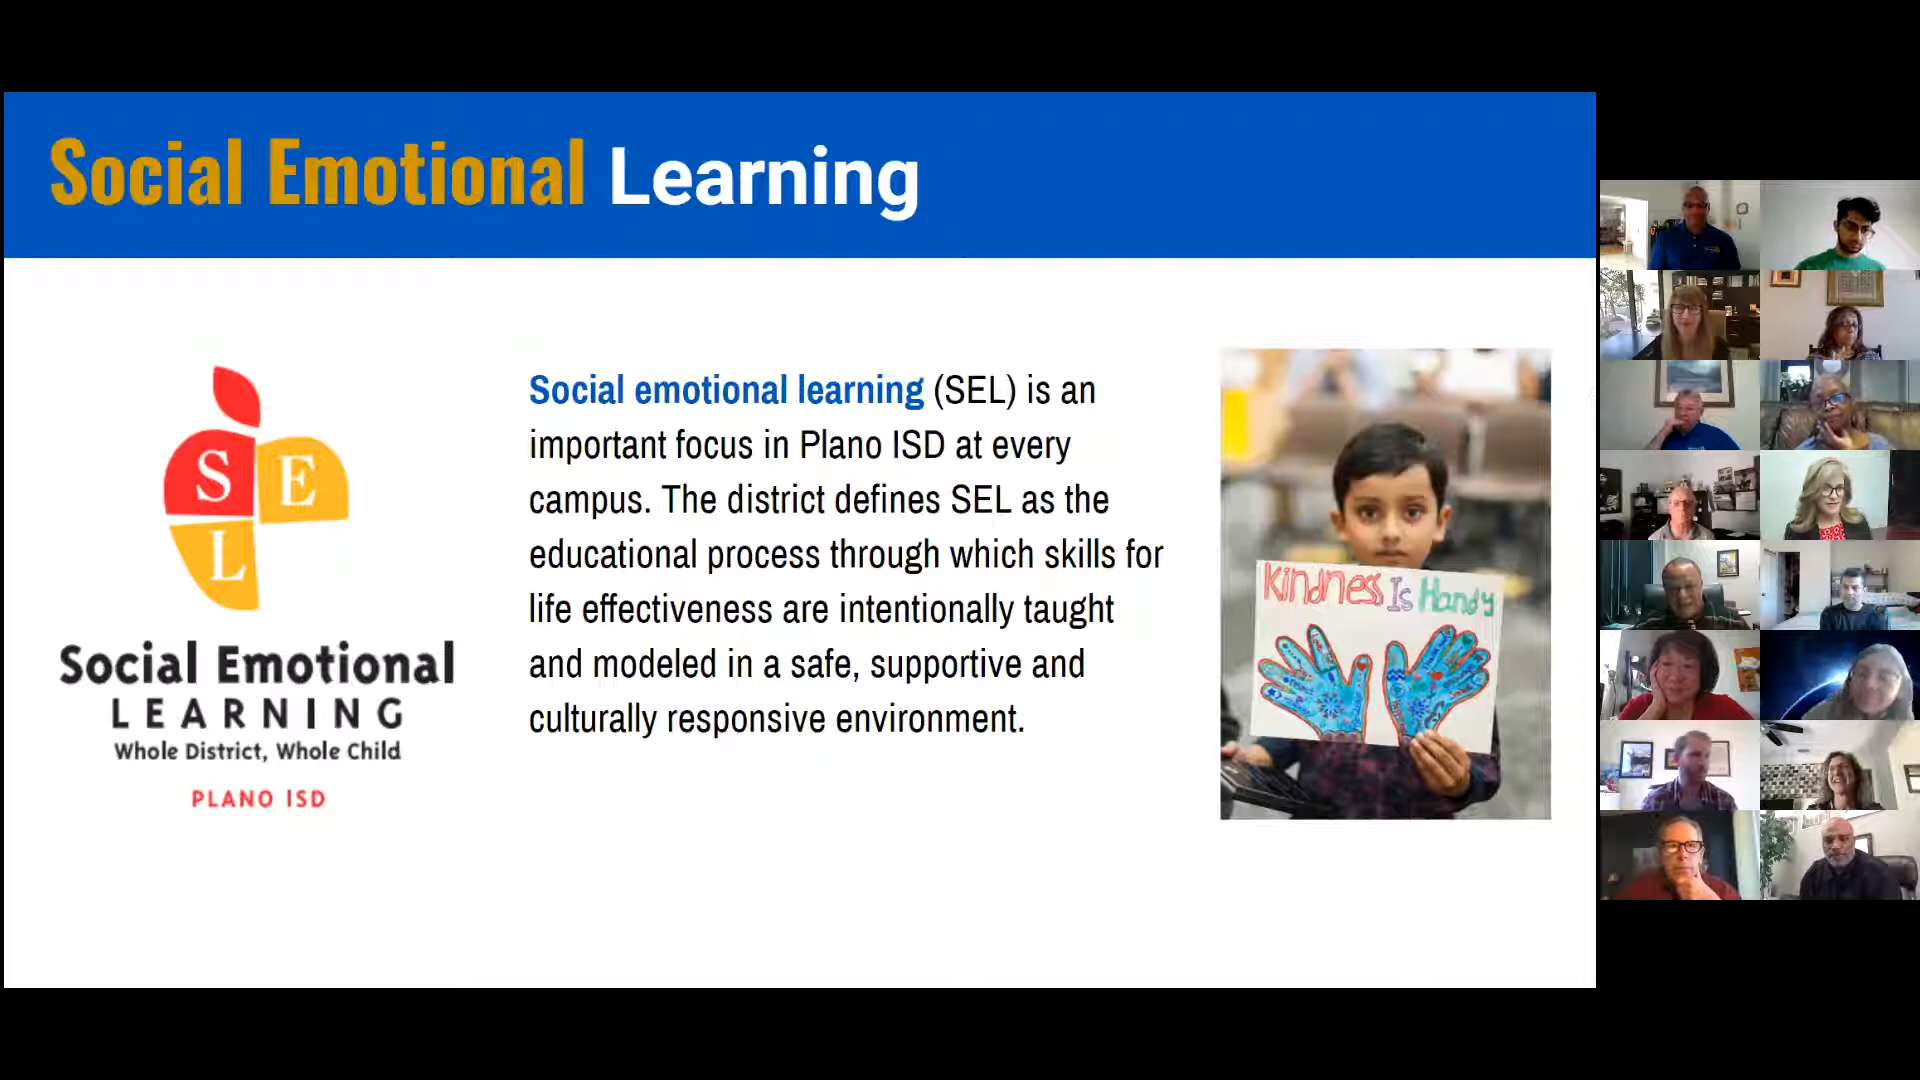 Social Emotional Learning
S E
L
Social Emotional
LEARNING
Whole District, Whole Child
PLANO ISD
Social emotional learning (SEL) is an
important focus in Plano ISD at every
campus. The district defines SEL as the
educational process through which skills for
life effectiveness are intentionally taught
and modeled in a safe, supportive and
culturally responsive environment.
Kindness Is Handy